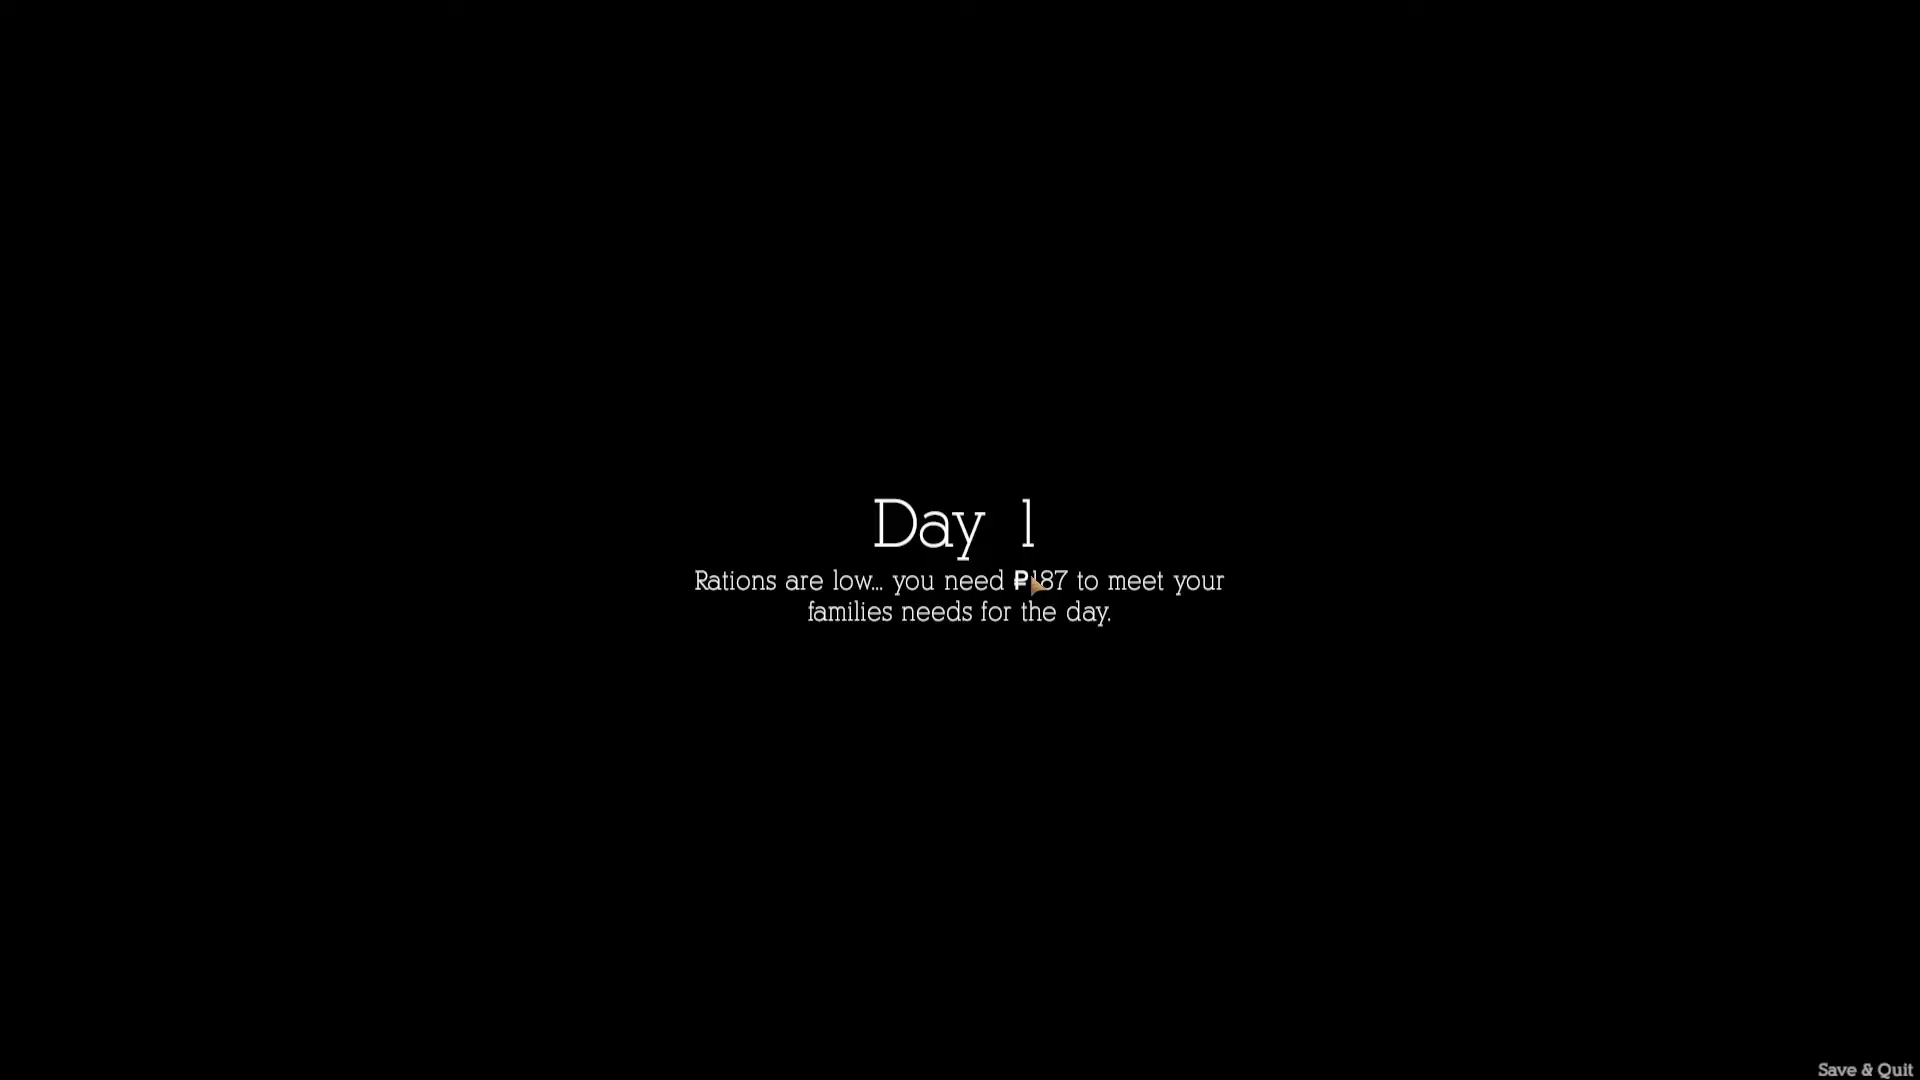 Day 1
Rations are low... you need ₽187 to meet your
families needs for the day.
Save & Quit